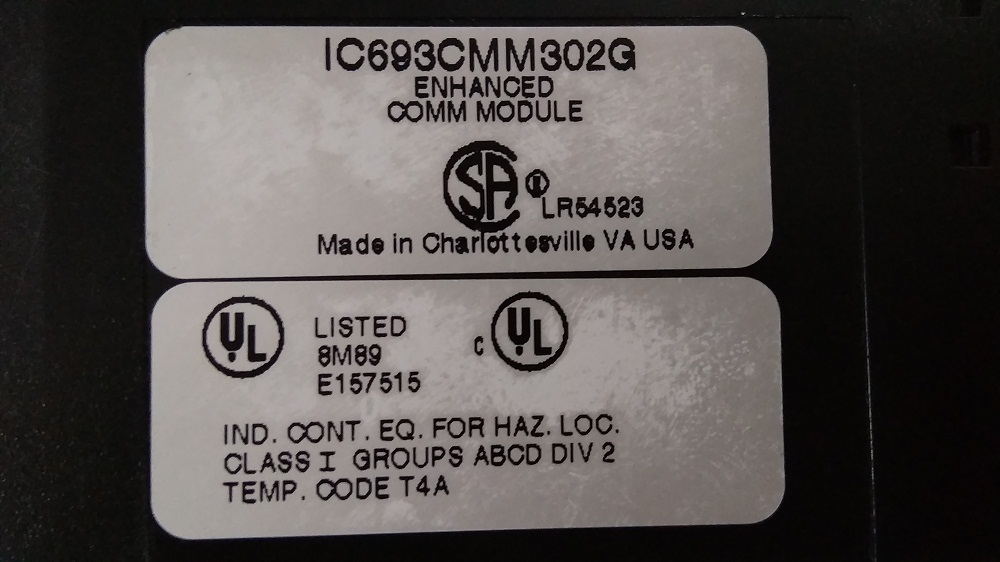 IC693CMM302G
ENHANCED
COMM MODULE
SA ®
LR54523
Made in Charlottesville VA USA
UL LISTED
8M89
E157515
C UL
IND. CONT. EQ. FOR HAZ. LOC.
CLASS I GROUPS ABCD DIV 2
TEMP. CODE T4A